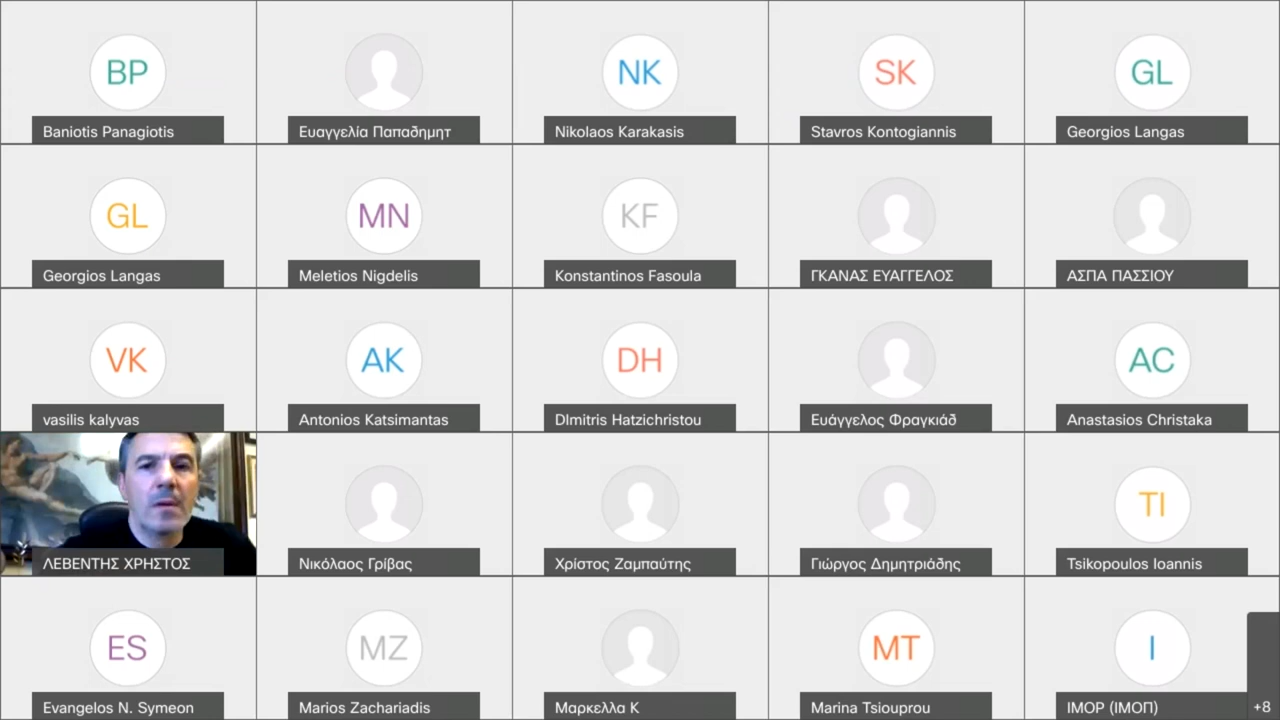 BP
Baniotis Panagiotis
Ευαγγελία Παπαδημητ
NK
Nikolaos Karakasis
SK
Stavros Kontogiannis
GL
Georgios Langas
GL
Georgios Langas
MN
Meletios Nigdelis
KF
Konstantinos Fasoula
ΓΚΑΝΑΣ ΕΥΑΓΓΕΛΟΣ
ΑΣΠΑ ΠΑΣΣΙΟΥ
VK
vasilis kalyvas
AK
Antonios Katsimantas
DH
DImitris Hatzichristou
Ευάγγελος Φραγκιάδ
AC
Anastasios Christaka
ΛΕΒΕΝΤΗΣ ΧΡΗΣΤΟΣ
Νικόλαος Γρίβας
Χρίστος Ζαμπαύτης
Γιώργος Δημητριάδης
TI
Tsikopoulos Ioannis
ES
Evangelos N. Symeon
MZ
Marios Zachariadis
Μαρκελλα Κ
MT
Marina Tsiouprou
I
IMOP (ΙΜΟΠ)
+8